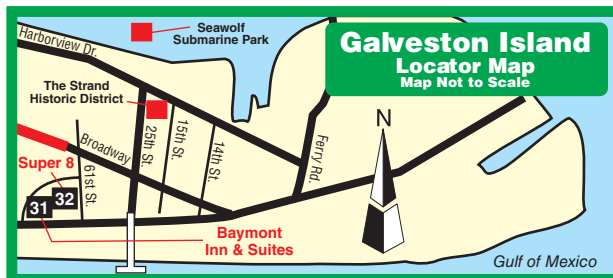 Harborview Dr.
Seawolf
Submarine Park
Galveston Island
Locator Map
Map Not to Scale
The Strand
Historic District
25th St.
15th St.
14th St.
Ferry Rd.
N
Broadway
Super 8
61st St.
31
32
Baymont
Inn & Suites
Gulf of Mexico